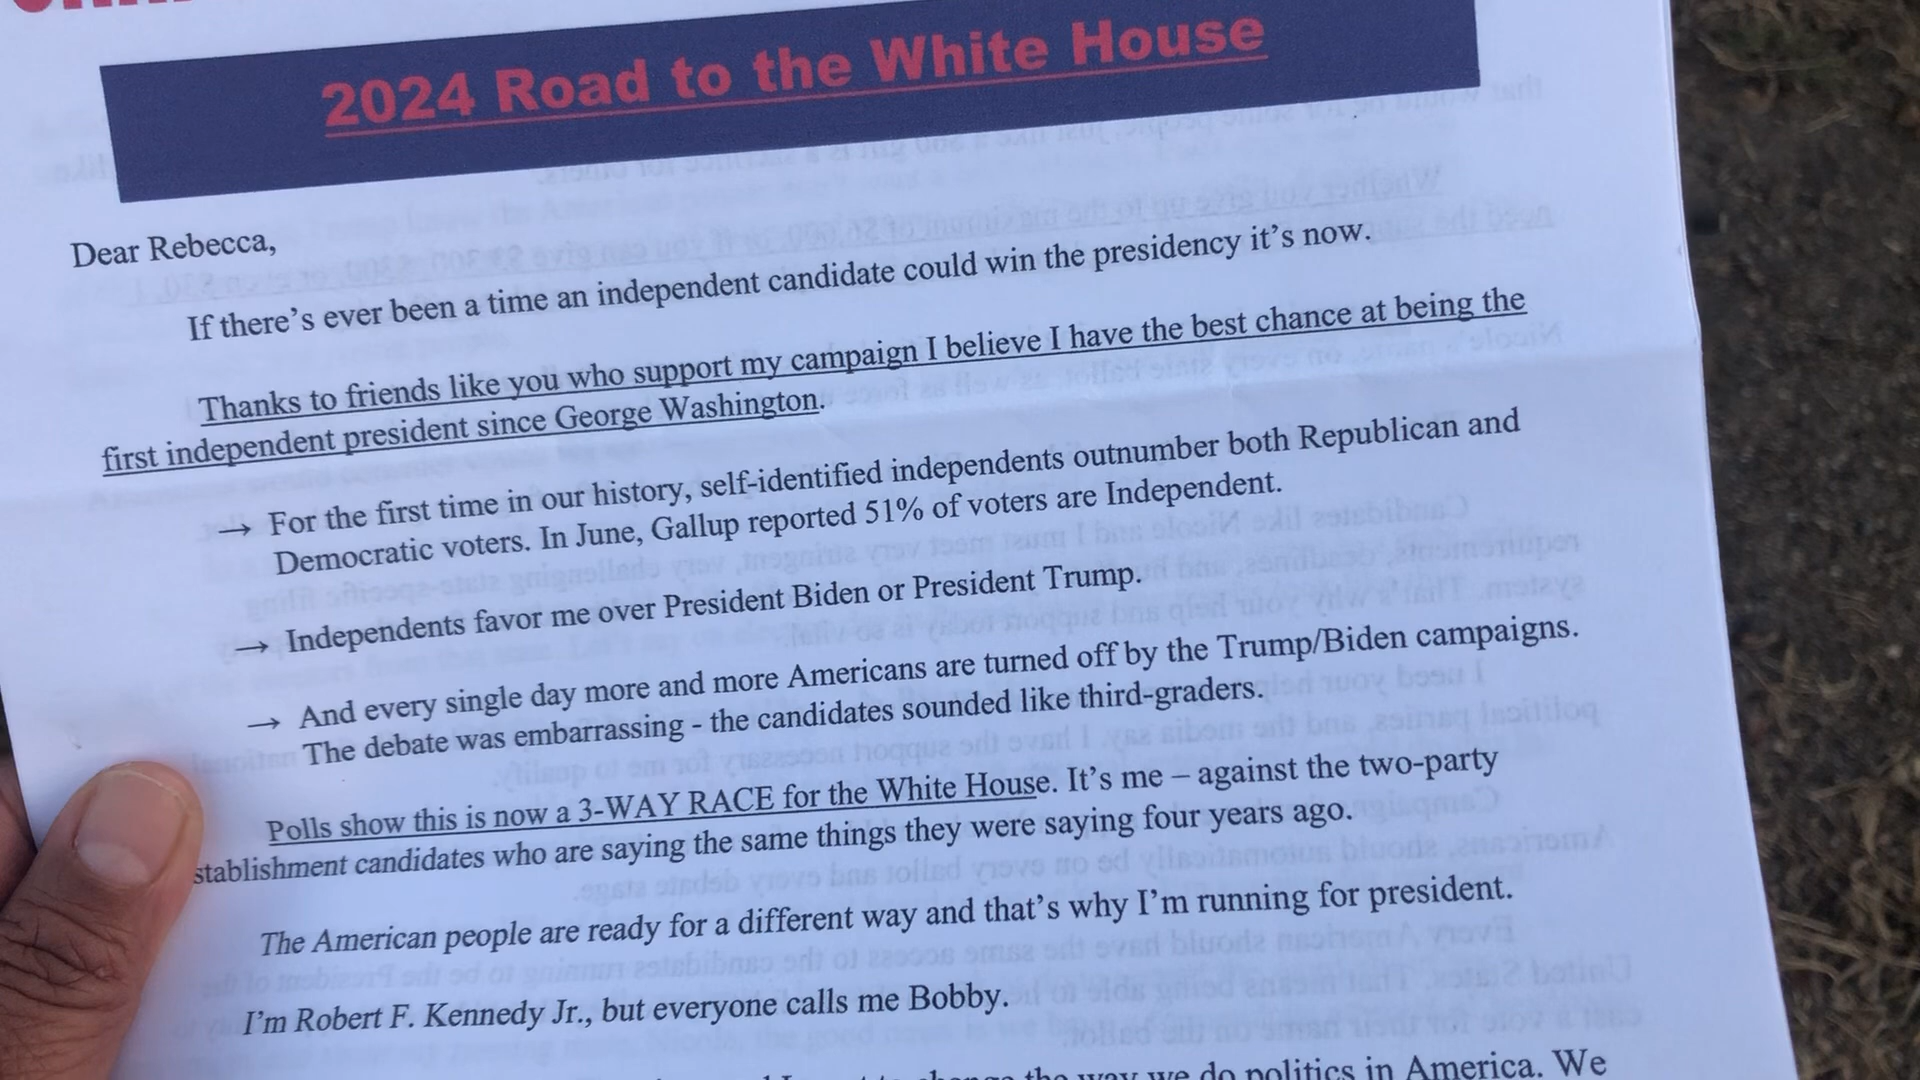 2024 Road to the White House
Dear Rebecca,
If there's ever been a time an independent candidate could win the presidency it's now.
Thanks to friends like you who support my campaign I believe I have the best chance at being the
first independent president since George Washington.
→ For the first time in our history, self-identified independents outnumber both Republican and
Democratic voters. In June, Gallup reported 51% of voters are Independent.
→ Independents favor me over President Biden or President Trump.
→ And every single day more and more Americans are turned off by the Trump/Biden campaigns.
The debate was embarrassing - the candidates sounded like third-graders.
Polls show this is now a 3-WAY RACE for the White House. It's me – against the two-party
stablishment candidates who are saying the same things they were saying four years ago.
The American people are ready for a different way and that's why I'm running for president.
I'm Robert F. Kennedy Jr., but everyone calls me Bobby.
the way we do politics in America. We